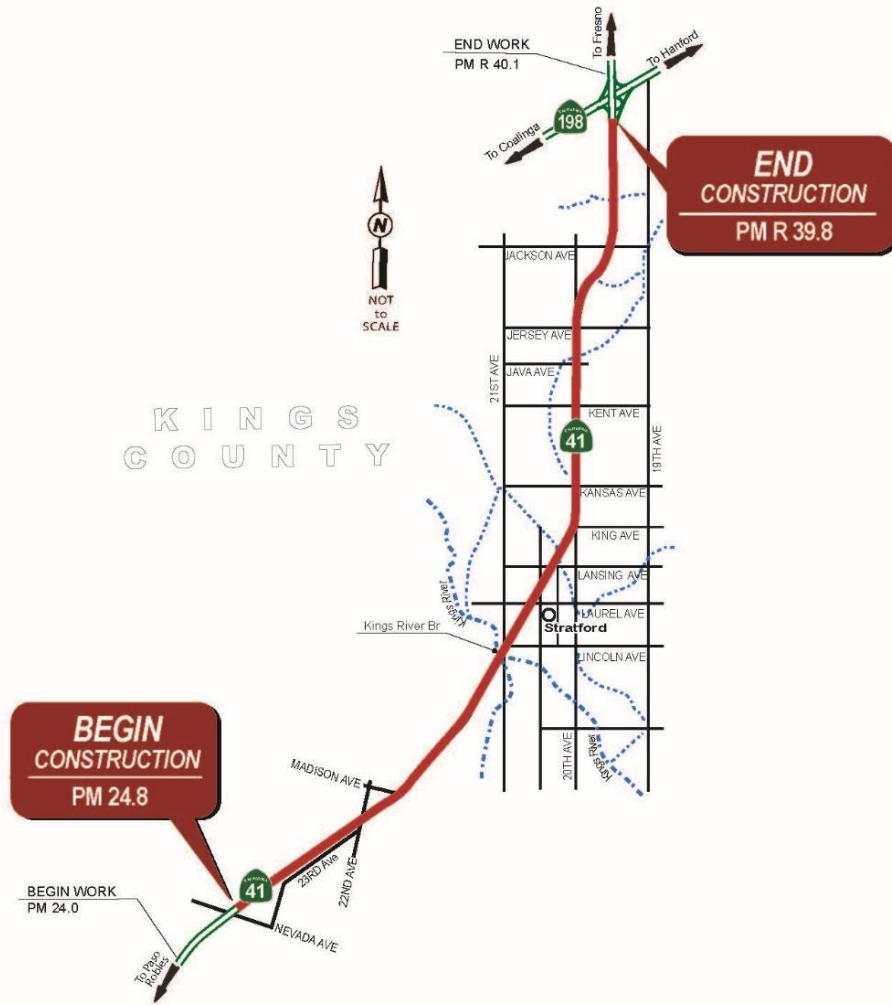 END WORK
PM R 40.1
To Fresno
To Hanford
198
To Coalinga
END
CONSTRUCTION
PM R 39.8
N
NOT
to
SCALE
JACKSON AVE
JERSEY AVE
21ST AVE
JAVA AVE
KENT AVE
41
19TH AVE
KINGS
COUNTY
KANSAS AVE
KING AVE
LANSING AVE
Kings River
LAUREL AVE
Stratford
Kings River Br
LINCOLN AVE
20TH AVE
Kings River
BEGIN
CONSTRUCTION
PM 24.8
MADISON AVE
23RD Ave
22ND AVE
41
BEGIN WORK
PM 24.0
NEVADA AVE
To Paso
Robles